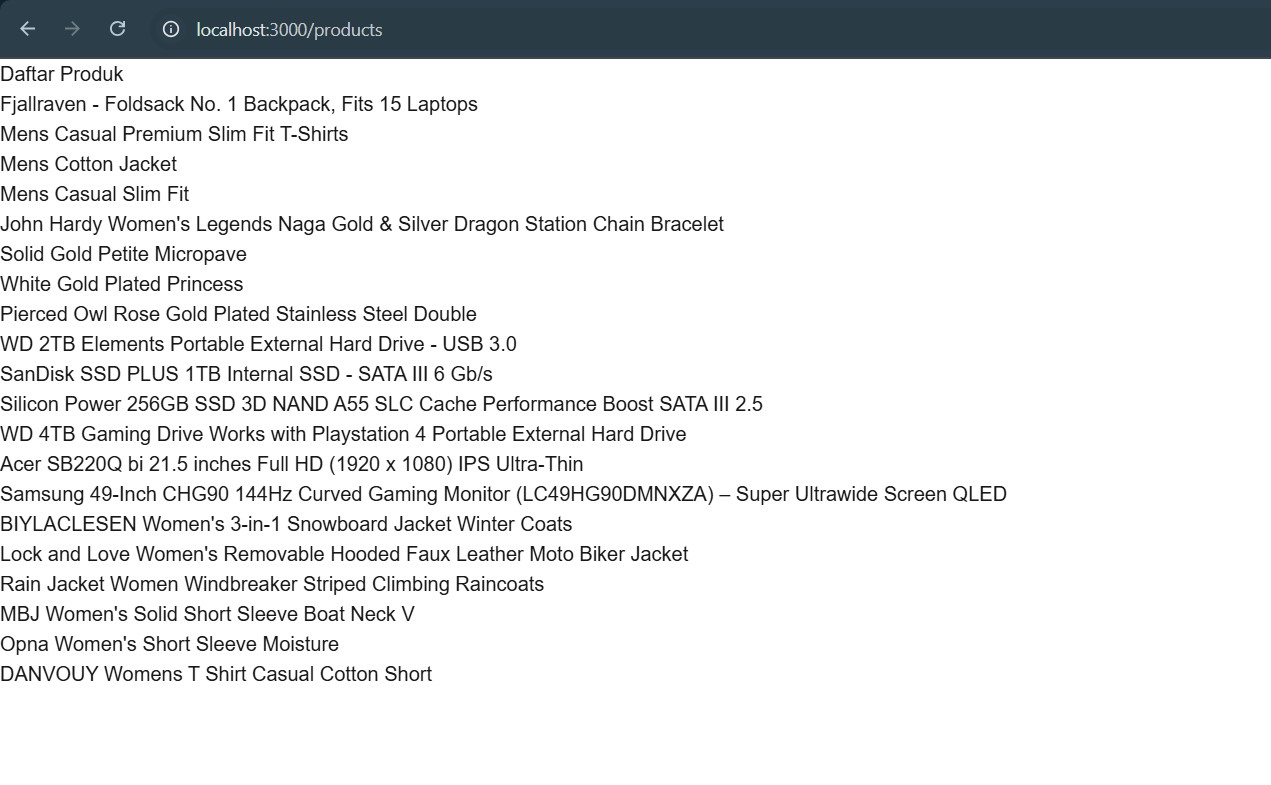 localhost:3000/products
Daftar Produk
Fjallraven - Foldsack No. 1 Backpack, Fits 15 Laptops
Mens Casual Premium Slim Fit T-Shirts
Mens Cotton Jacket
Mens Casual Slim Fit
John Hardy Women's Legends Naga Gold & Silver Dragon Station Chain Bracelet
Solid Gold Petite Micropave
White Gold Plated Princess
Pierced Owl Rose Gold Plated Stainless Steel Double
WD 2TB Elements Portable External Hard Drive - USB 3.0
SanDisk SSD PLUS 1TB Internal SSD - SATA III 6 Gb/s
Silicon Power 256GB SSD 3D NAND A55 SLC Cache Performance Boost SATA III 2.5
WD 4TB Gaming Drive Works with Playstation 4 Portable External Hard Drive
Acer SB220Q bi 21.5 inches Full HD (1920 x 1080) IPS Ultra-Thin
Samsung 49-Inch CHG90 144Hz Curved Gaming Monitor (LC49HG90DMNXZA) – Super Ultrawide Screen QLED
BIYLACLESEN Women's 3-in-1 Snowboard Jacket Winter Coats
Lock and Love Women's Removable Hooded Faux Leather Moto Biker Jacket
Rain Jacket Women Windbreaker Striped Climbing Raincoats
MBJ Women's Solid Short Sleeve Boat Neck V
Opna Women's Short Sleeve Moisture
DANVOUY Womens T Shirt Casual Cotton Short